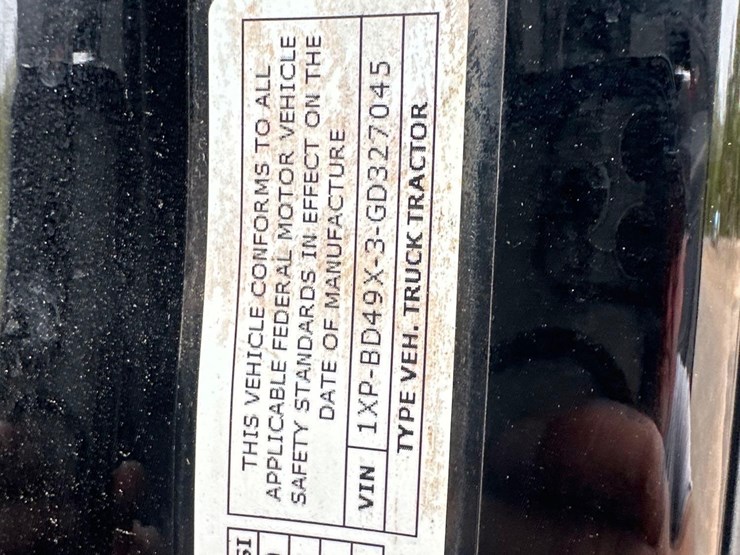 THIS VEHICLE CONFORMS TO ALL
APPLICABLE FEDERAL MOTOR VEHICLE
SAFETY STANDARDS IN EFFECT ON THE
DATE OF MANUFACTURE
VIN 1XP-BD49X-3-GD327045
TYPE VEH. TRUCK TRACTOR